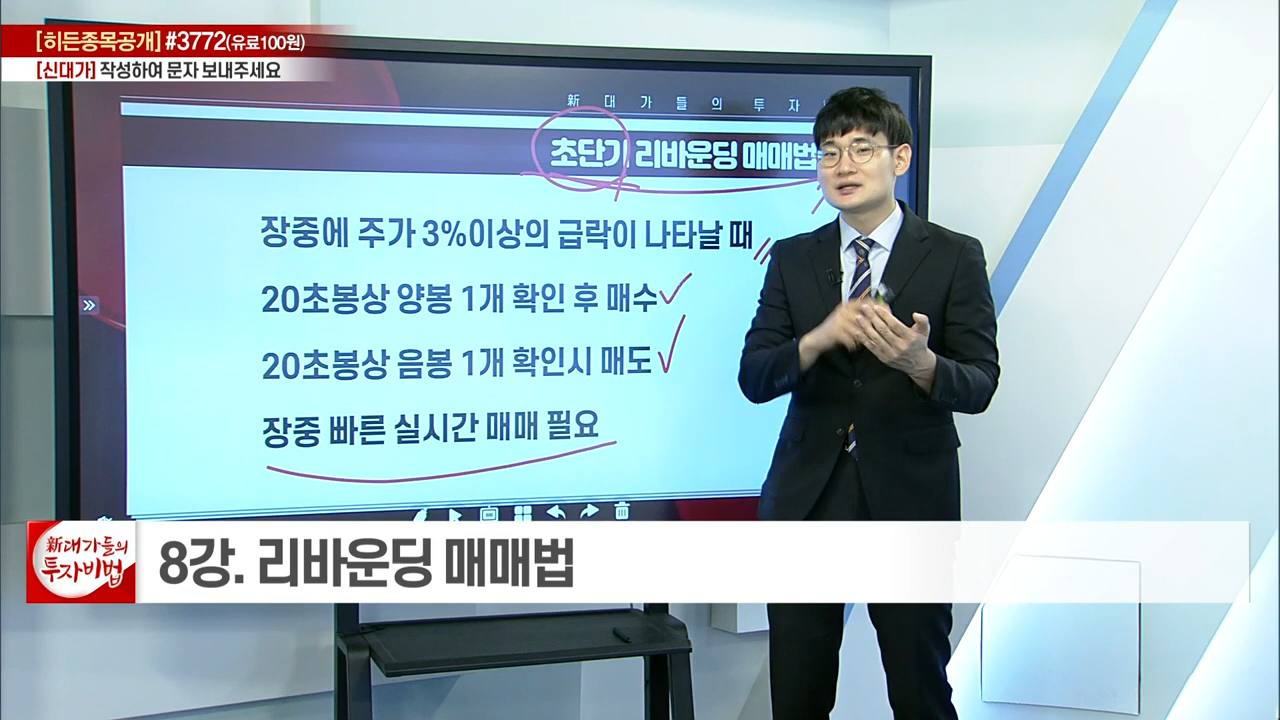 [히든종목공개] #3772(유료100원)
[신대가] 작성하여 문자 보내주세요
新 대 가 들 의 투 자
초단기 리바운딩 매매법
장중에 주가 3%이상의 급락이 나타날 때
20초봉상 양봉 1개 확인 후 매수
20초봉상 음봉 1개 확인시 매도
장중 빠른 실시간 매매 필요
新대가들의
투자비법
8강. 리바운딩 매매법